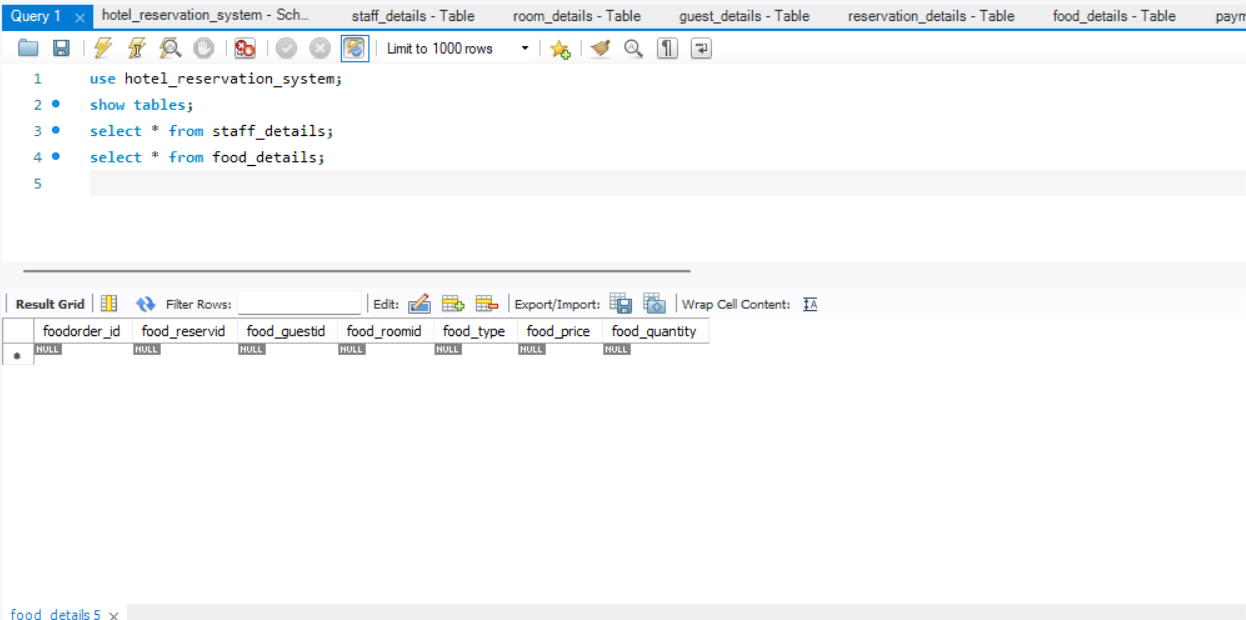 Query 1 hotel_reservation_system - Sch... staff_details - Table room_details - Table guest_details - Table reservation_details - Table food_details - Table paym
Limit to 1000 rows
1 use hotel_reservation_system;
2 show tables;
3 select * from staff_details;
4 select * from food_details;
5
Result Grid Filter Rows: Edit: Export/Import: Wrap Cell Content: IA
foodorder_id food_reservid food_guestid food_roomid food_type food_price food_quantity
* NULL NULL NULL NULL NULL NULL NULL
food_details 5